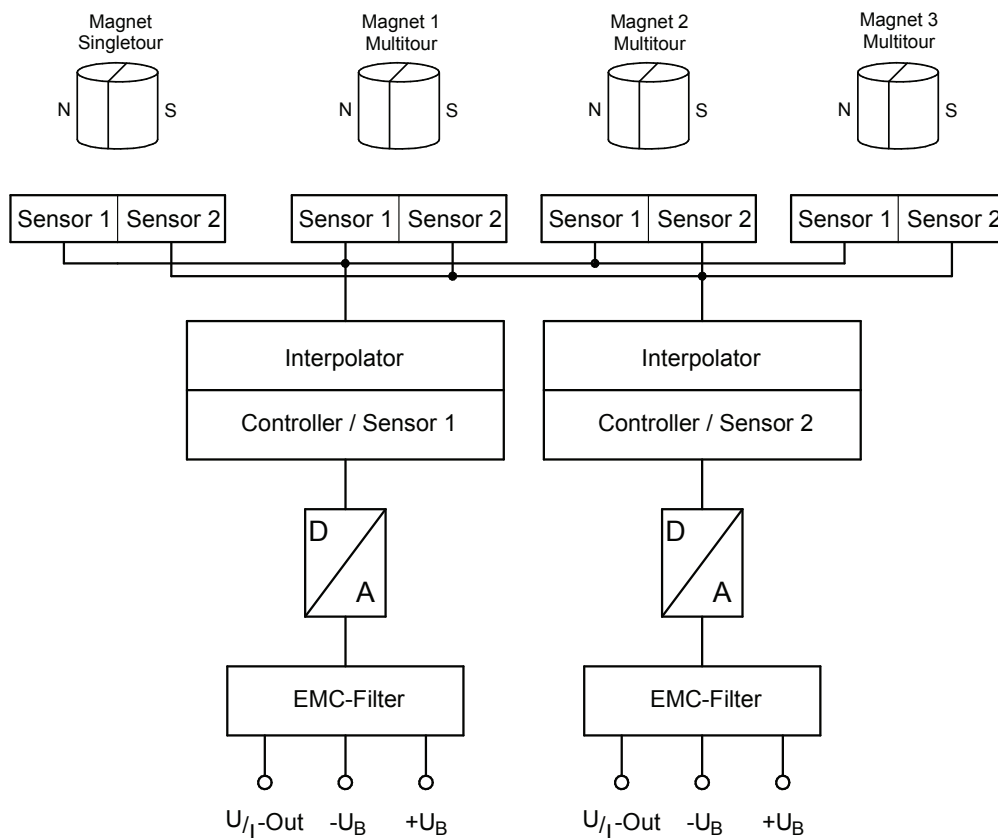 Magnet
Singletour
Magnet 1
Multitour
Magnet 2
Multitour
Magnet 3
Multitour
N S N S N S N S
Sensor 1 Sensor 2 Sensor 1 Sensor 2 Sensor 1 Sensor 2 Sensor 1 Sensor 2
Interpolator Interpolator
Controller / Sensor 1 Controller / Sensor 2
D D
A A
EMC-Filter EMC-Filter
U/I-Out -UB +UB U/I-Out -UB +UB